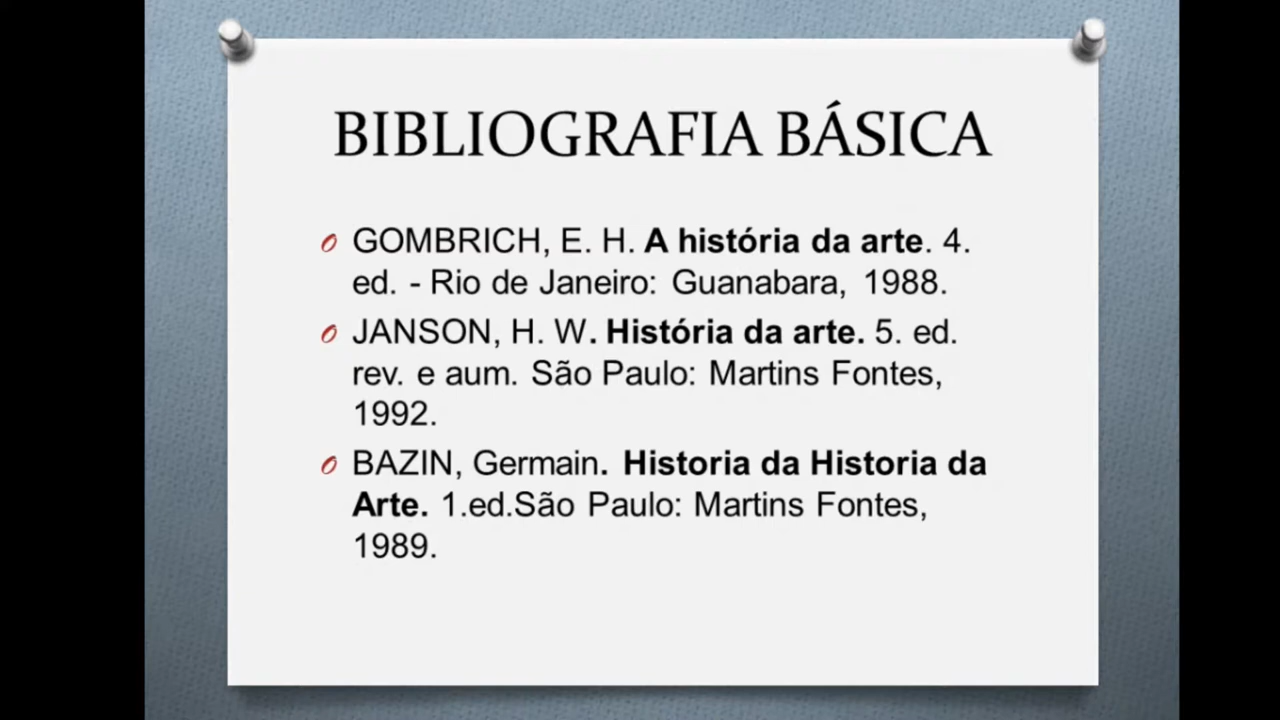 BIBLIOGRAFIA BÁSICA
GOMBRICH, E. H. A história da arte. 4.
ed. - Rio de Janeiro: Guanabara, 1988.
JANSON, H. W. História da arte. 5. ed.
rev. e aum. São Paulo: Martins Fontes,
1992.
BAZIN, Germain. Historia da Historia da
Arte. 1.ed.São Paulo: Martins Fontes,
1989.